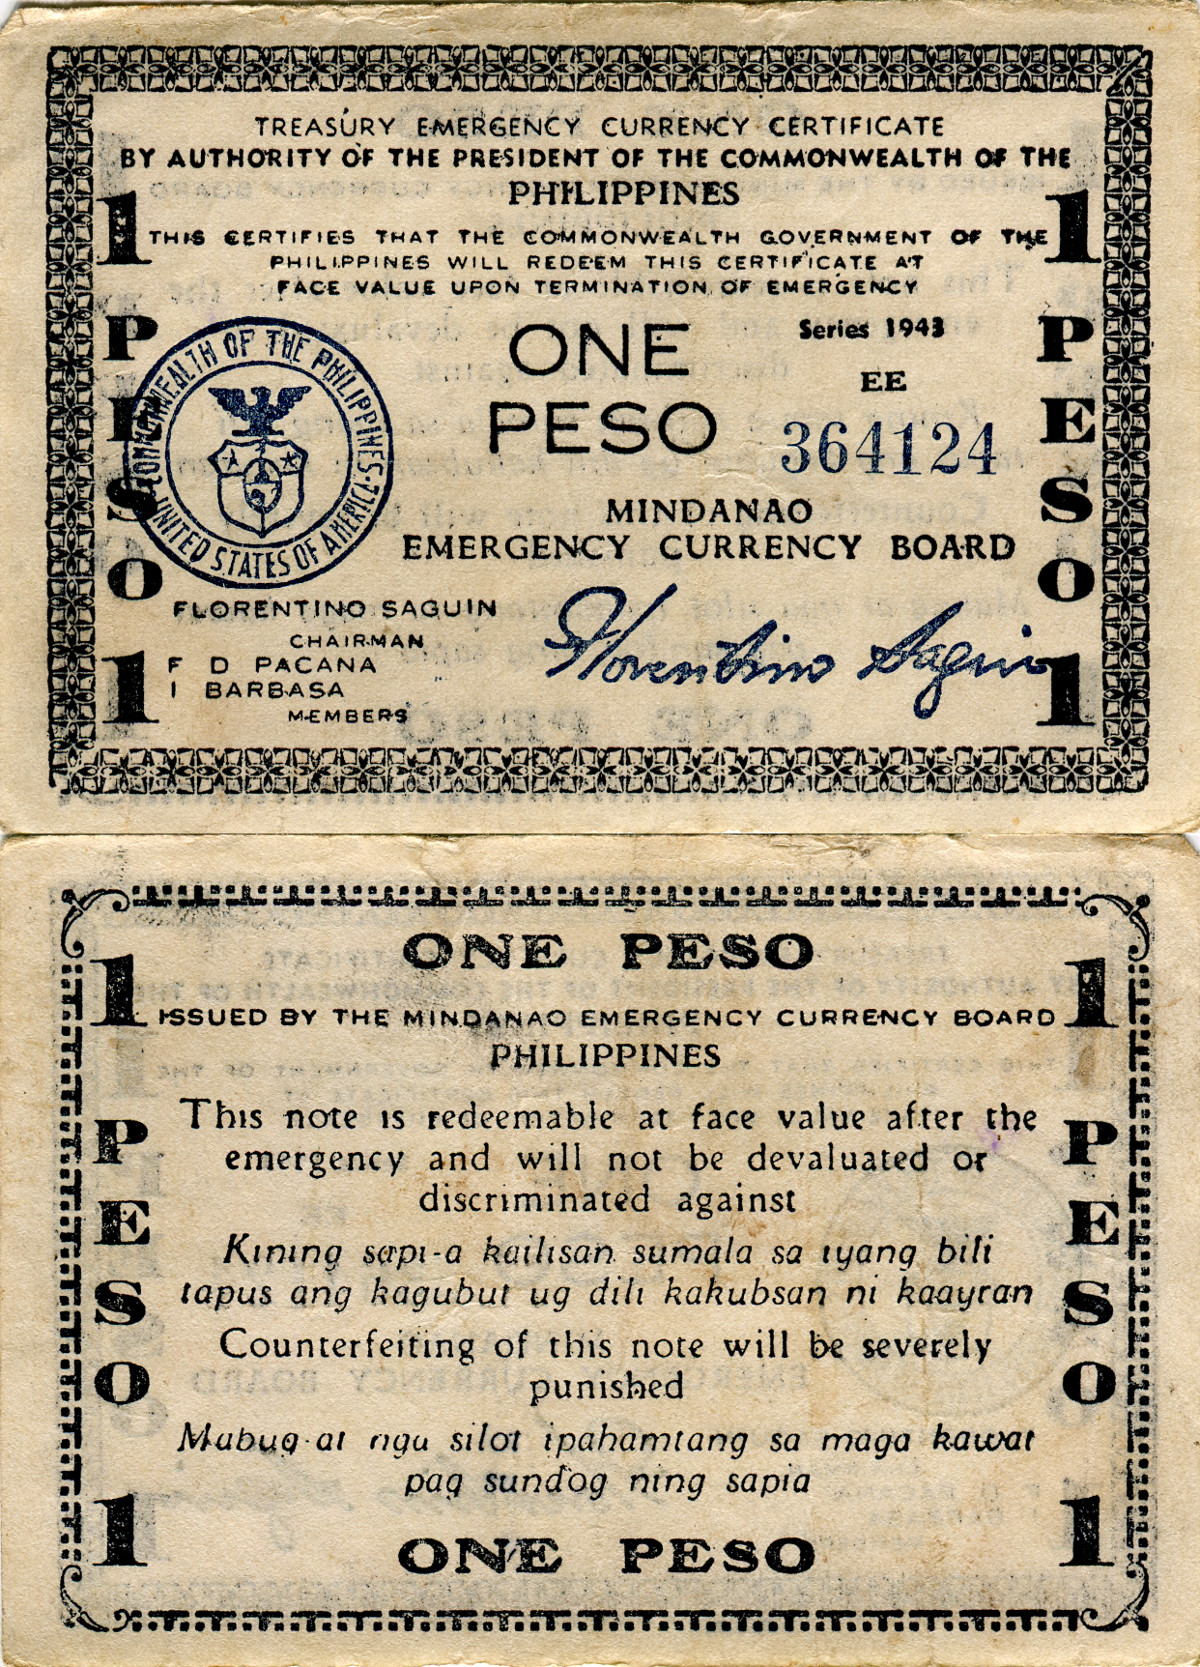 TREASURY EMERGENCY CURRENCY CERTIFICATE
BY AUTHORITY OF THE PRESIDENT OF THE COMMONWEALTH OF THE
PHILIPPINES
1
1
THIS CERTIFIES THAT THE COMMONWEALTH GOVERNMENT OF THE
PHILIPPINES WILL REDEEM THIS CERTIFICATE AT
FACE VALUE UPON TERMINATION OF EMERGENCY
PESO
PESO
ONE
PESO
Series 1943
EE
364124
COMMONWEALTH OF THE PHILIPPINES
UNITED STATES OF AMERICA
MINDANAO
EMERGENCY CURRENCY BOARD
FLORENTINO SAGUIN
CHAIRMAN
F D PACANA
I BARBASA
MEMBERS
Florentino Saguin
1
1
ONE PESO
1
1
ISSUED BY THE MINDANAO EMERGENCY CURRENCY BOARD
PHILIPPINES
PESO
PESO
This note is redeemable at face value after the
emergency and will not be devaluated or
discriminated against
Kining sapi-a kailisan sumala sa iyang bili
tapus ang kagubut ug dili kakubsan ni kaayran
Counterfeiting of this note will be severely
punished
Mabug-at nga silot ipahamtang sa maga kawat
pag sundog ning sapia
1
1
ONE PESO